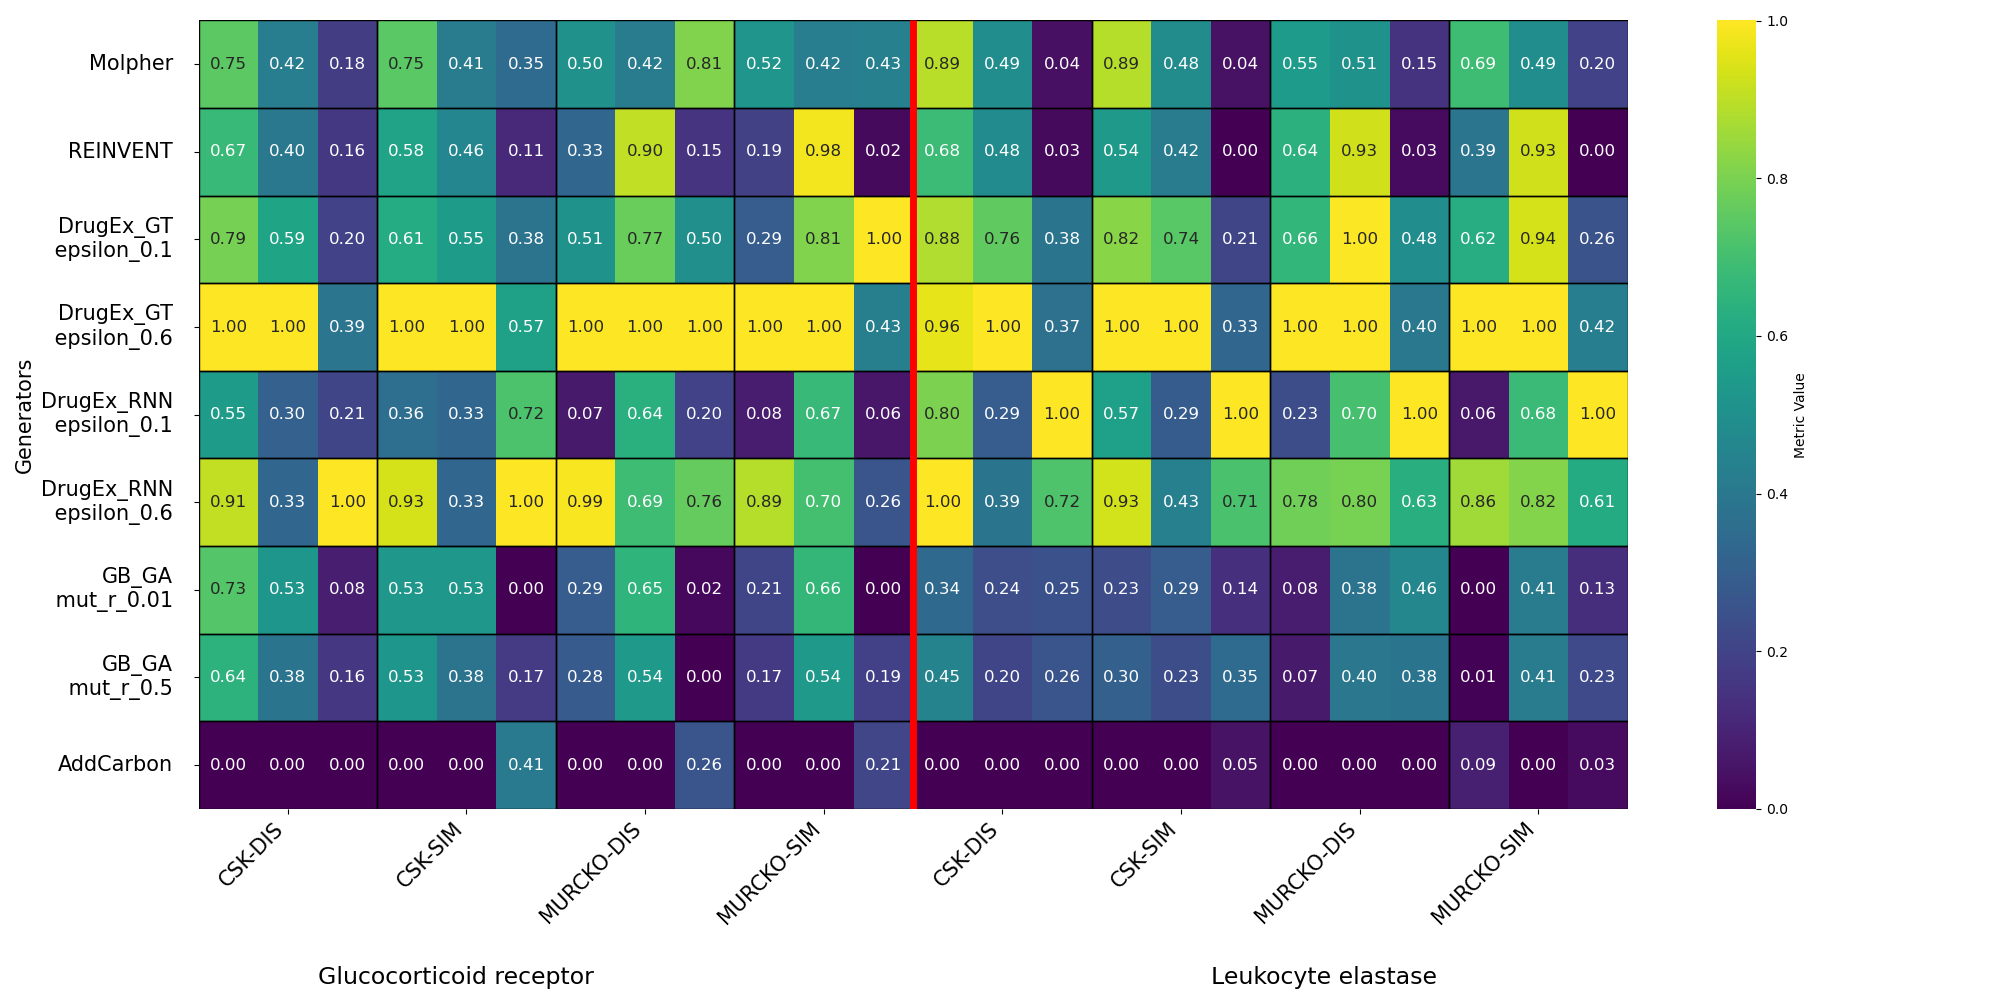 Molpher 0.75 0.42 0.18 0.75 0.41 0.35 0.50 0.42 0.81 0.52 0.42 0.43 0.89 0.49 0.04 0.89 0.48 0.04 0.55 0.51 0.15 0.69 0.49 0.20
REINVENT 0.67 0.40 0.16 0.58 0.46 0.11 0.33 0.90 0.15 0.19 0.98 0.02 0.68 0.48 0.03 0.54 0.42 0.00 0.64 0.93 0.03 0.39 0.93 0.00
DrugEx_GT
epsilon_0.1
0.79 0.59 0.20 0.61 0.55 0.38 0.51 0.77 0.50 0.29 0.81 1.00 0.88 0.76 0.38 0.82 0.74 0.21 0.66 1.00 0.48 0.62 0.94 0.26
DrugEx_GT
epsilon_0.6
1.00 1.00 0.39 1.00 1.00 0.57 1.00 1.00 1.00 1.00 1.00 0.43 0.96 1.00 0.37 1.00 1.00 0.33 1.00 1.00 0.40 1.00 1.00 0.42
DrugEx_RNN
epsilon_0.1
0.55 0.30 0.21 0.36 0.33 0.72 0.07 0.64 0.20 0.08 0.67 0.06 0.80 0.29 1.00 0.57 0.29 1.00 0.23 0.70 1.00 0.06 0.68 1.00
DrugEx_RNN
epsilon_0.6
0.91 0.33 1.00 0.93 0.33 1.00 0.99 0.69 0.76 0.89 0.70 0.26 1.00 0.39 0.72 0.93 0.43 0.71 0.78 0.80 0.63 0.86 0.82 0.61
GB_GA
mut_r_0.01
0.73 0.53 0.08 0.53 0.53 0.00 0.29 0.65 0.02 0.21 0.66 0.00 0.34 0.24 0.25 0.23 0.29 0.14 0.08 0.38 0.46 0.00 0.41 0.13
GB_GA
mut_r_0.5
0.64 0.38 0.16 0.53 0.38 0.17 0.28 0.54 0.00 0.17 0.54 0.19 0.45 0.20 0.26 0.30 0.23 0.35 0.07 0.40 0.38 0.01 0.41 0.23
AddCarbon 0.00 0.00 0.00 0.00 0.00 0.41 0.00 0.00 0.26 0.00 0.00 0.21 0.00 0.00 0.00 0.00 0.00 0.05 0.00 0.00 0.00 0.09 0.00 0.03
Generators
CSK-DIS
CSK-SIM
MURCKO-DIS
MURCKO-SIM
CSK-DIS
CSK-SIM
MURCKO-DIS
MURCKO-SIM
Glucocorticoid receptor
Leukocyte elastase
1.0
0.8
0.6
0.4
0.2
0.0
Metric Value